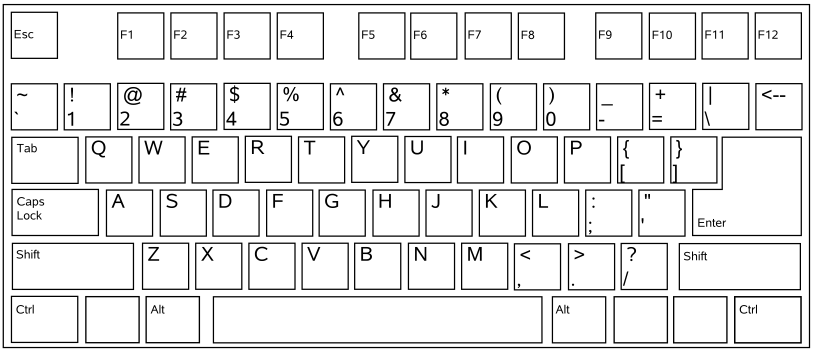 Esc F1 F2 F3 F4 F5 F6 F7 F8 F9 F10 F11 F12
~ ! @ # $ % ^ & * ( ) _ + | <--
` 1 2 3 4 5 6 7 8 9 0 - = \
Tab Q W E R T Y U I O P { }
[ ]
Caps A S D F G H J K L : "
Lock ; ' Enter
Shift Z X C V B N M < > ? Shift
, . /
Ctrl Alt Alt Ctrl